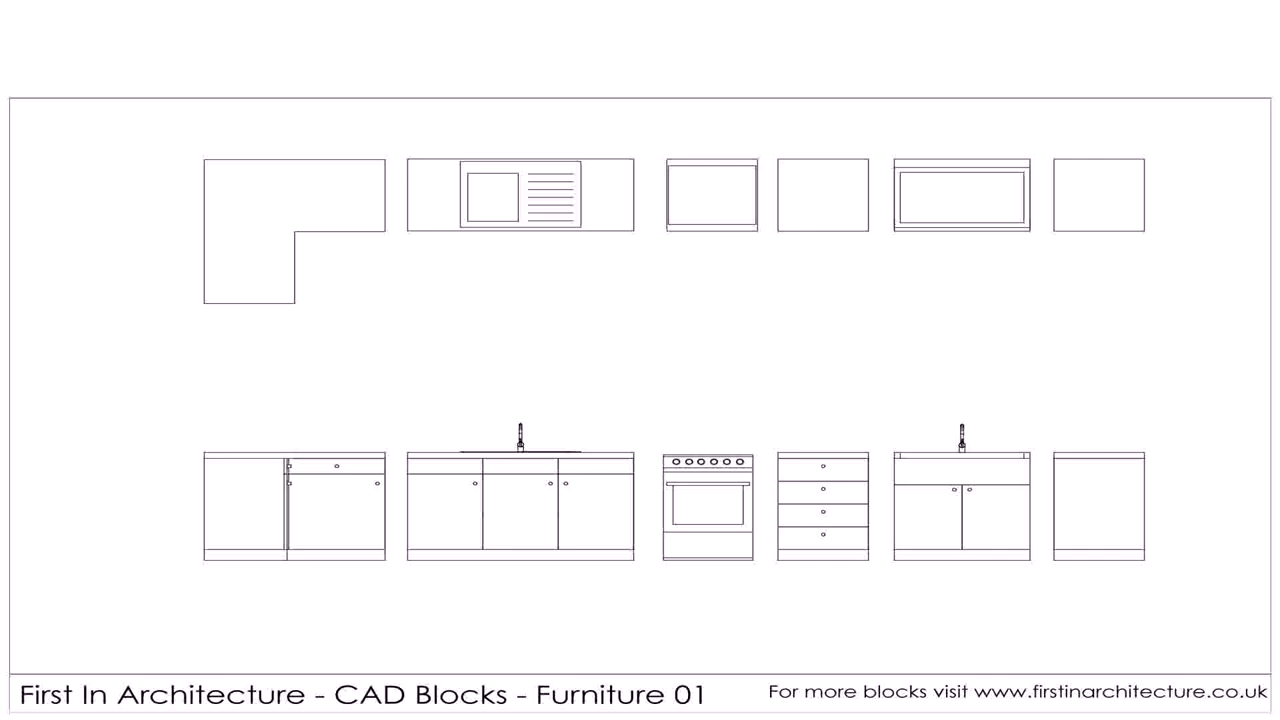 First In Architecture - CAD Blocks - Furniture 01
For more blocks visit www.firstinarchitecture.co.uk